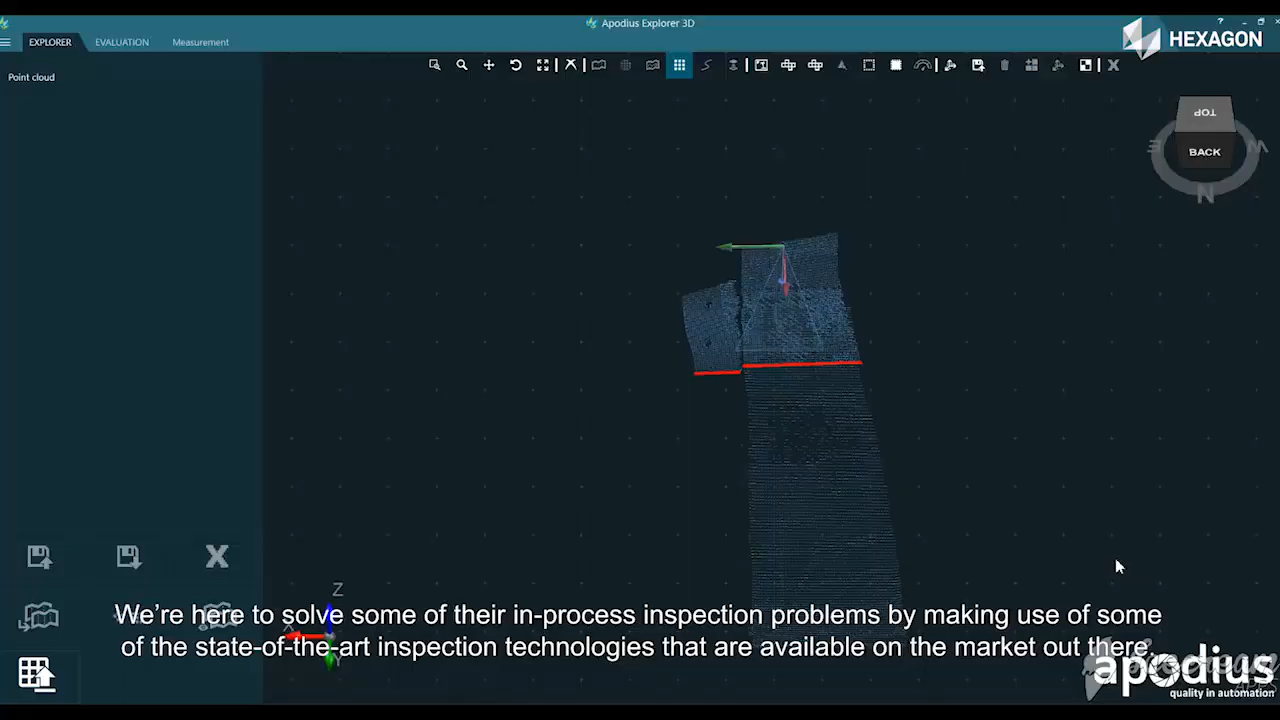 Apodius Explorer 3D
?
HEXAGON
EXPLORER
EVALUATION
Measurement
Point cloud
TOP
BACK
E
W
N
Z
X
Y
We're here to solve some of their in-process inspection problems by making use of some
of the state-of-the-art inspection technologies that are available on the market out there.
apodius
quality in automation